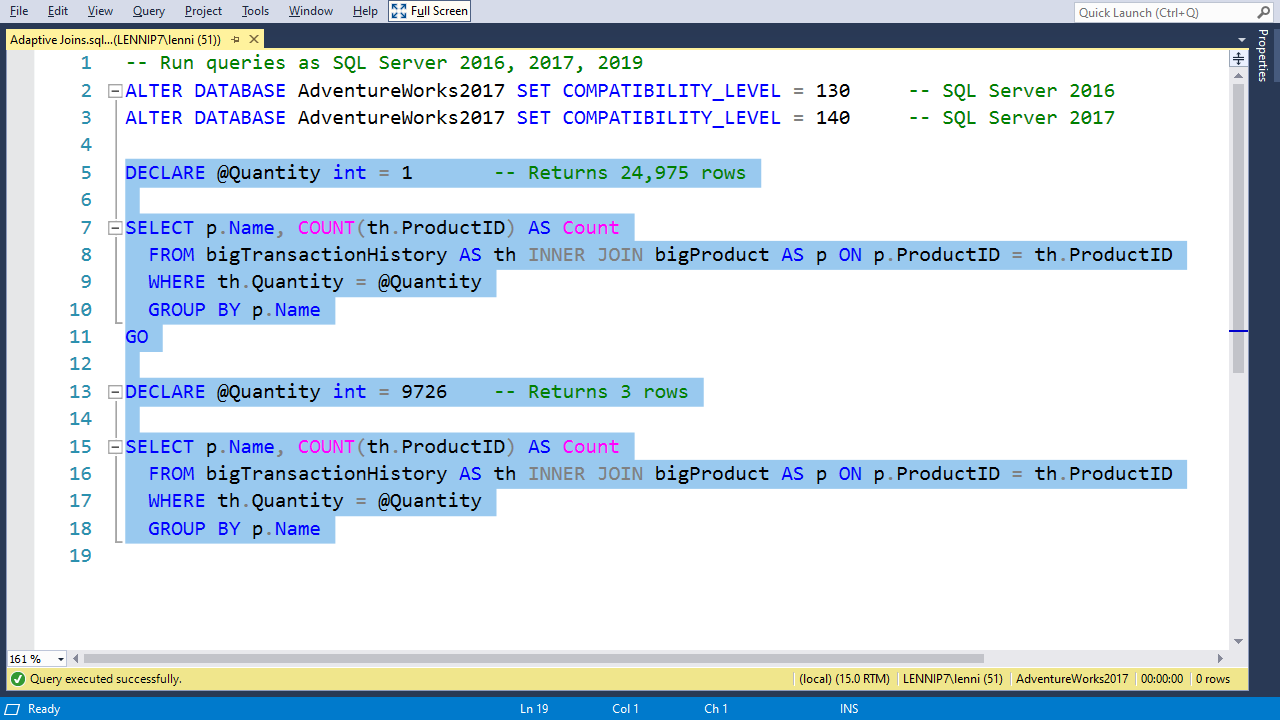 File Edit View Query Project Tools Window Help Full Screen Quick Launch (Ctrl+Q)
Adaptive Joins.sql...(LENNIP7\lenni (51))
Properties
1 -- Run queries as SQL Server 2016, 2017, 2019
2 ALTER DATABASE AdventureWorks2017 SET COMPATIBILITY_LEVEL = 130 -- SQL Server 2016
3 ALTER DATABASE AdventureWorks2017 SET COMPATIBILITY_LEVEL = 140 -- SQL Server 2017
4
5 DECLARE @Quantity int = 1 -- Returns 24,975 rows
6
7 SELECT p.Name, COUNT(th.ProductID) AS Count
8 FROM bigTransactionHistory AS th INNER JOIN bigProduct AS p ON p.ProductID = th.ProductID
9 WHERE th.Quantity = @Quantity
10 GROUP BY p.Name
11 GO
12
13 DECLARE @Quantity int = 9726 -- Returns 3 rows
14
15 SELECT p.Name, COUNT(th.ProductID) AS Count
16 FROM bigTransactionHistory AS th INNER JOIN bigProduct AS p ON p.ProductID = th.ProductID
17 WHERE th.Quantity = @Quantity
18 GROUP BY p.Name
19
161 %
Query executed successfully. (local) (15.0 RTM) LENNIP7\lenni (51) AdventureWorks2017 00:00:00 0 rows
Ready Ln 19 Col 1 Ch 1 INS